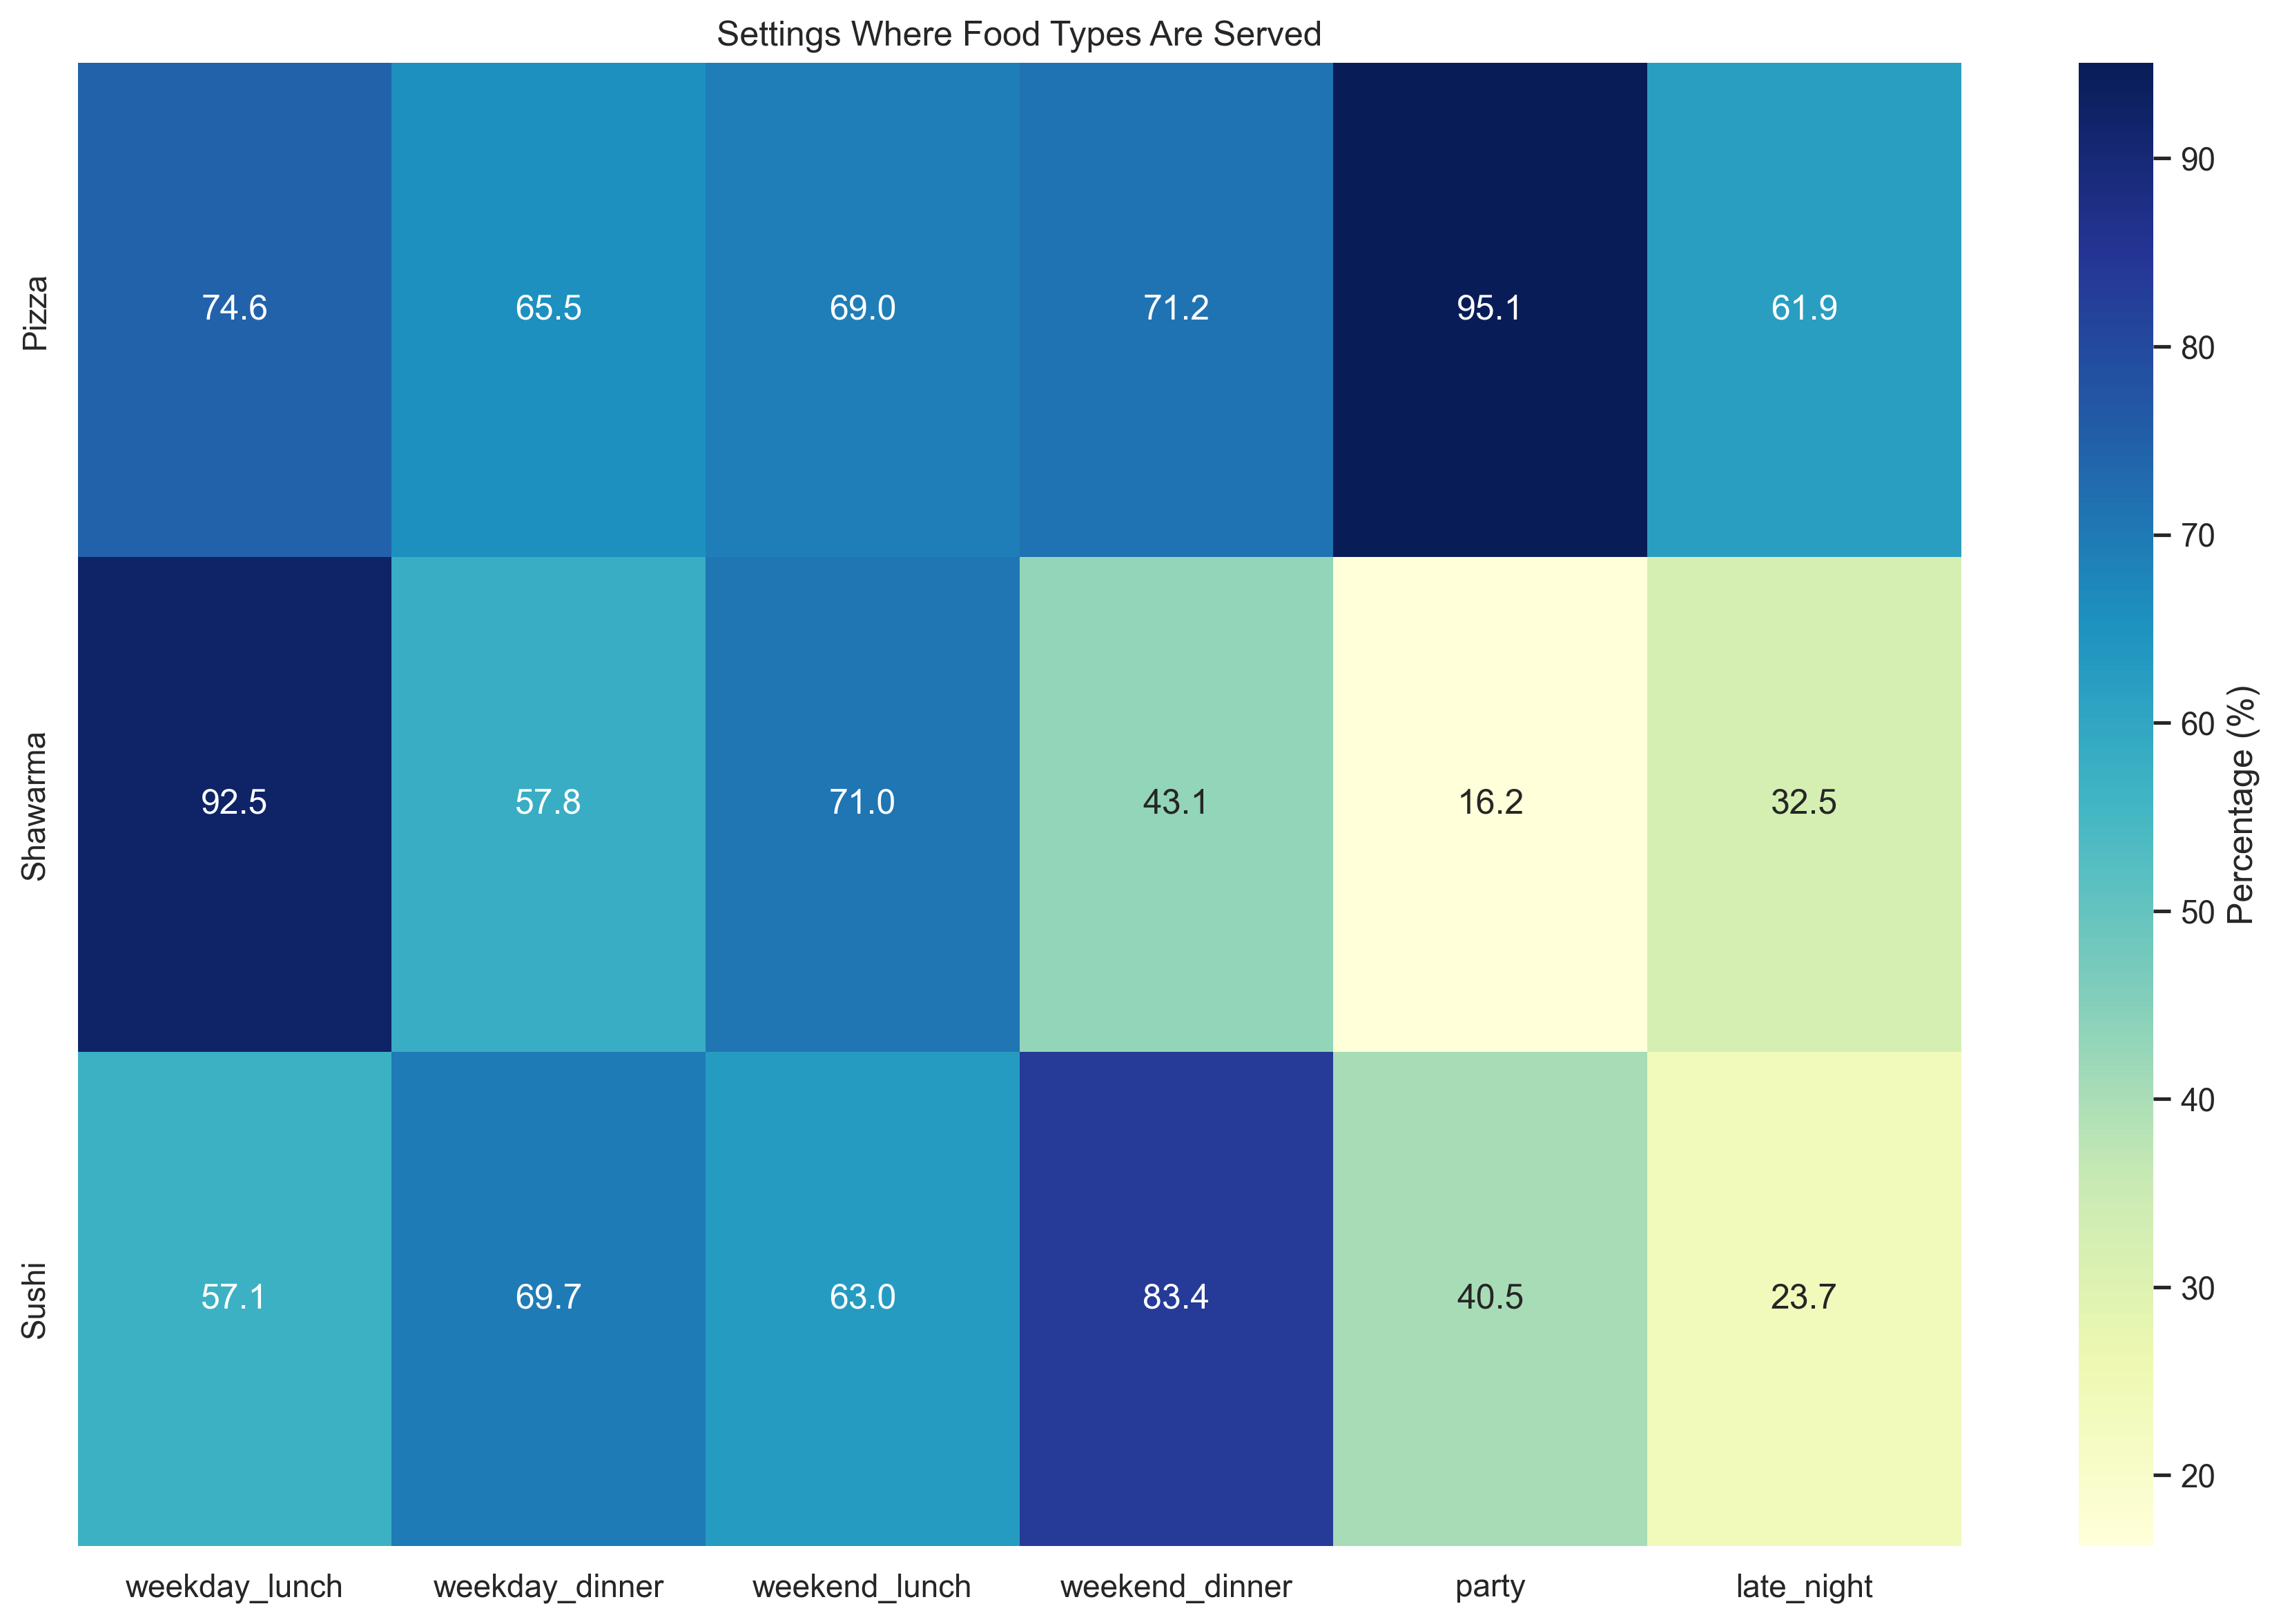 Settings Where Food Types Are Served
Pizza
74.6 65.5 69.0 71.2 95.1 61.9
Shawarma
92.5 57.8 71.0 43.1 16.2 32.5
Sushi
57.1 69.7 63.0 83.4 40.5 23.7
weekday_lunch weekday_dinner weekend_lunch weekend_dinner party late_night
90
80
70
60
50
40
30
20
Percentage (%)